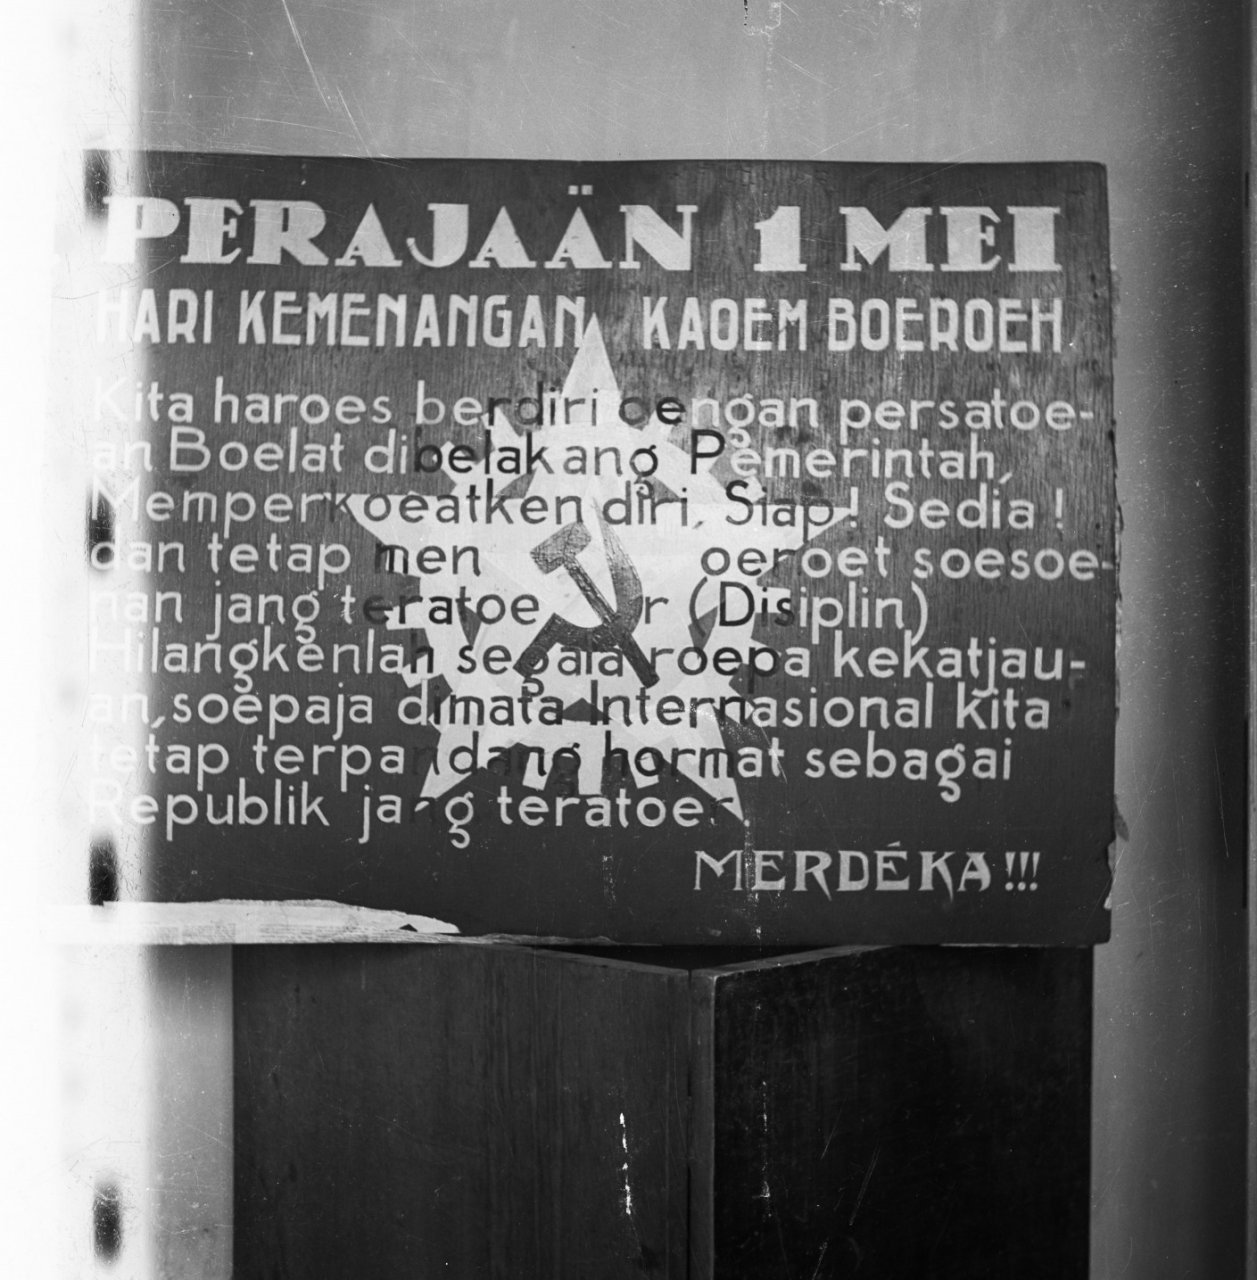 PERAJAÄN 1 MEI
HARI KEMENANGAN KAOEM BOEROEH
Kita haroes berdiri dengan persatoe-
an Boelat dibelakang Pemerintah,
Memperkoeatken diri, Siap! Sedia!
dan tetap men oeroet soesoe-
nan jang teratoe r (Disiplin)
Hilangkenlah segala roepa kekatjau-
an, soepaja dimata Internasional kita
tetap terpandang hormat sebagai
Republik jang teratoer.
MERDÉKA!!!